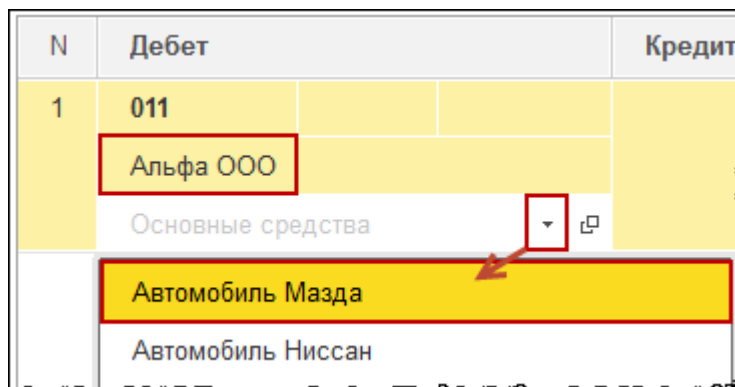 N Дебет Кредит
1 011
Альфа ООО
Основные средства
Автомобиль Мазда
Автомобиль Ниссан